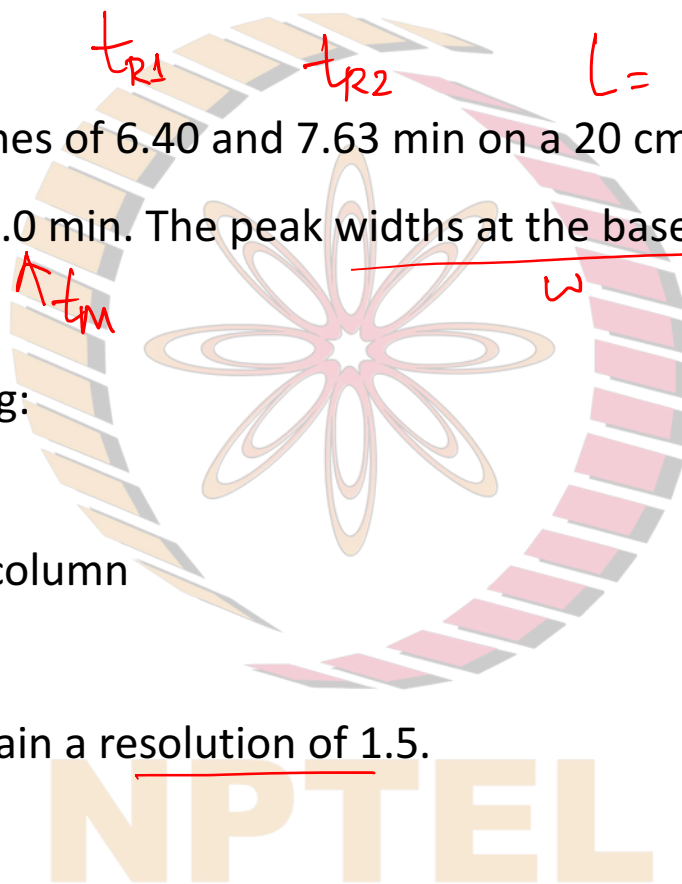 tR1 tR2 L=
nes of 6.40 and 7.63 min on a 20 cm
.0 min. The peak widths at the base
tM w
g:
column
ain a resolution of 1.5.
NPTEL